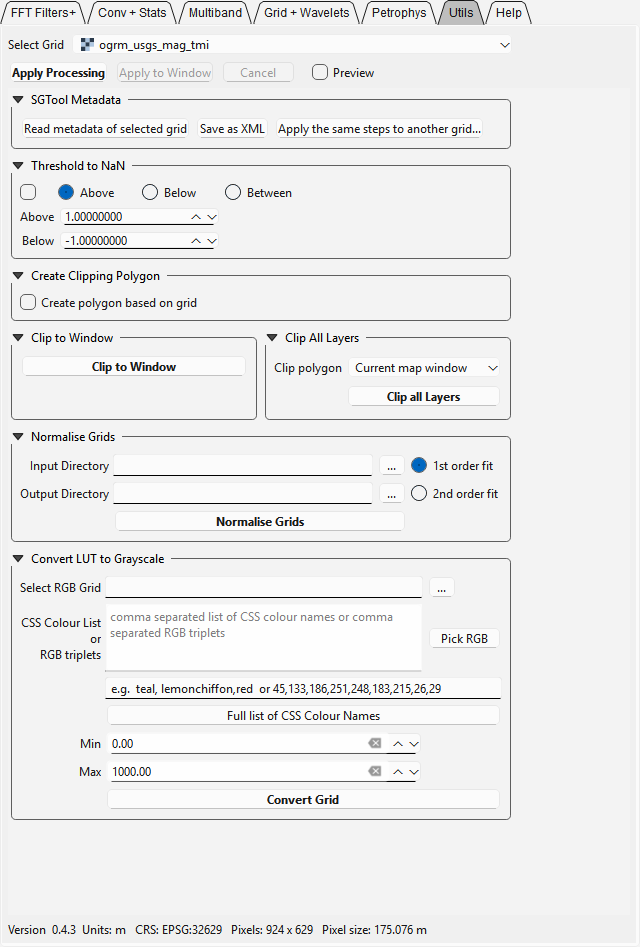 FFT Filters+ Conv + Stats Multiband Grid + Wavelets Petrophys Utils Help
Select Grid ogrm_usgs_mag_tmi
Apply Processing Apply to Window Cancel Preview
SGTool Metadata
Read metadata of selected grid Save as XML Apply the same steps to another grid...
Threshold to NaN
Above Below Between
Above 1.00000000
Below -1.00000000
Create Clipping Polygon
Create polygon based on grid
Clip to Window Clip All Layers
Clip to Window Clip polygon Current map window
Clip all Layers
Normalise Grids
Input Directory ... 1st order fit
Output Directory ... 2nd order fit
Normalise Grids
Convert LUT to Grayscale
Select RGB Grid ...
CSS Colour List
or
RGB triplets
comma separated list of CSS colour names or comma
separated RGB triplets
Pick RGB
e.g. teal, lemonchiffon,red or 45,133,186,251,248,183,215,26,29
Full list of CSS Colour Names
Min 0.00
Max 1000.00
Convert Grid
Version 0.4.3 Units: m CRS: EPSG:32629 Pixels: 924 x 629 Pixel size: 175.076 m